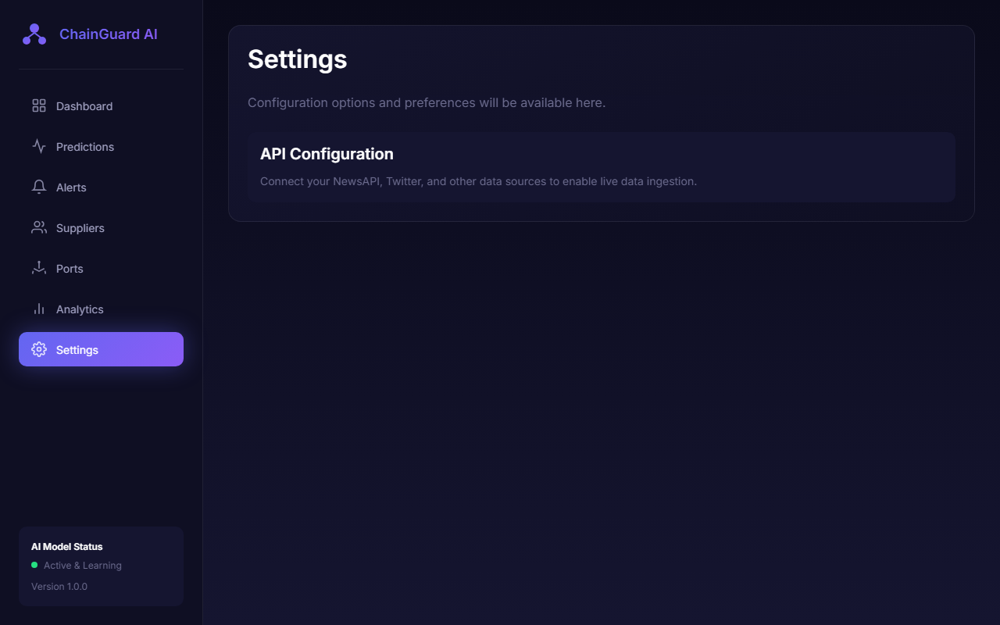 ChainGuard AI
Dashboard
Predictions
Alerts
Suppliers
Ports
Analytics
Settings
AI Model Status
Active & Learning
Version 1.0.0
Settings
Configuration options and preferences will be available here.
API Configuration
Connect your NewsAPI, Twitter, and other data sources to enable live data ingestion.